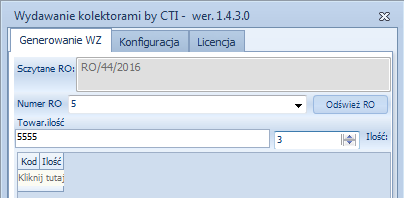 Wydawanie kolektorami by CTI - wer. 1.4.3.0
Generowanie WZ Konfiguracja Licencja
Sczytane RO: RO/44/2016
Numer RO 5 Odśwież RO
Towar.ilość
5555 3 Ilość:
Kod Ilość
Kliknij tutaj